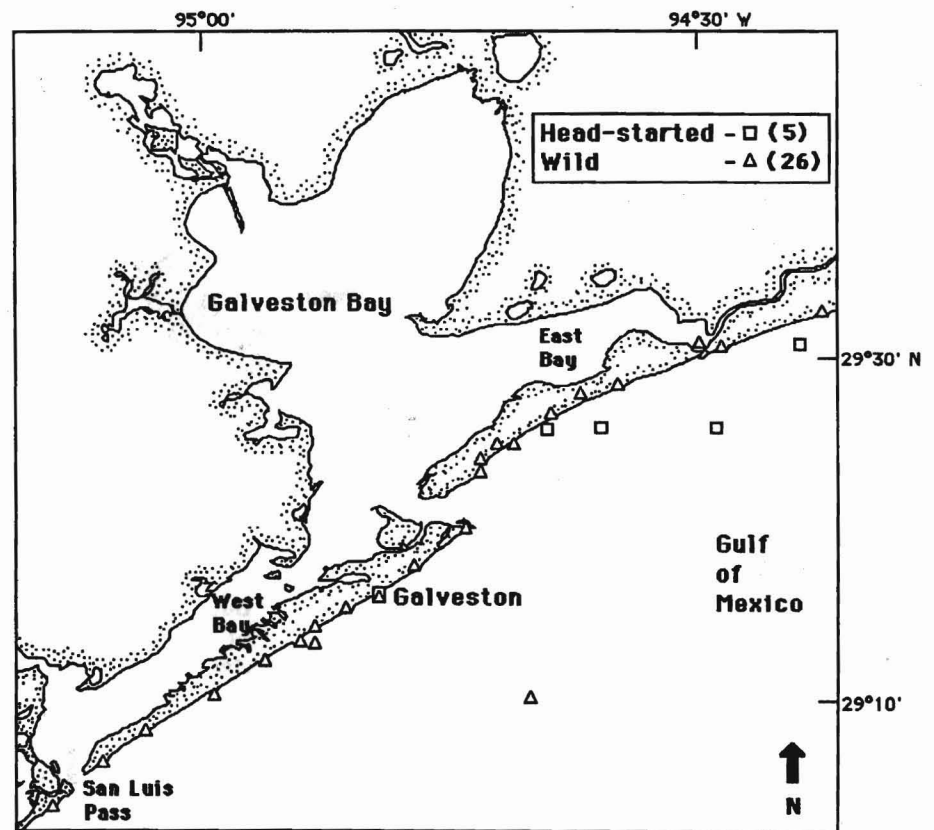 95°00'
94°30' W
Head-started - □ (5)
Wild - △ (26)
Galveston Bay
East
Bay
29°30' N
Gulf
of
Mexico
West
Bay
Galveston
29°10'
San Luis
Pass
N